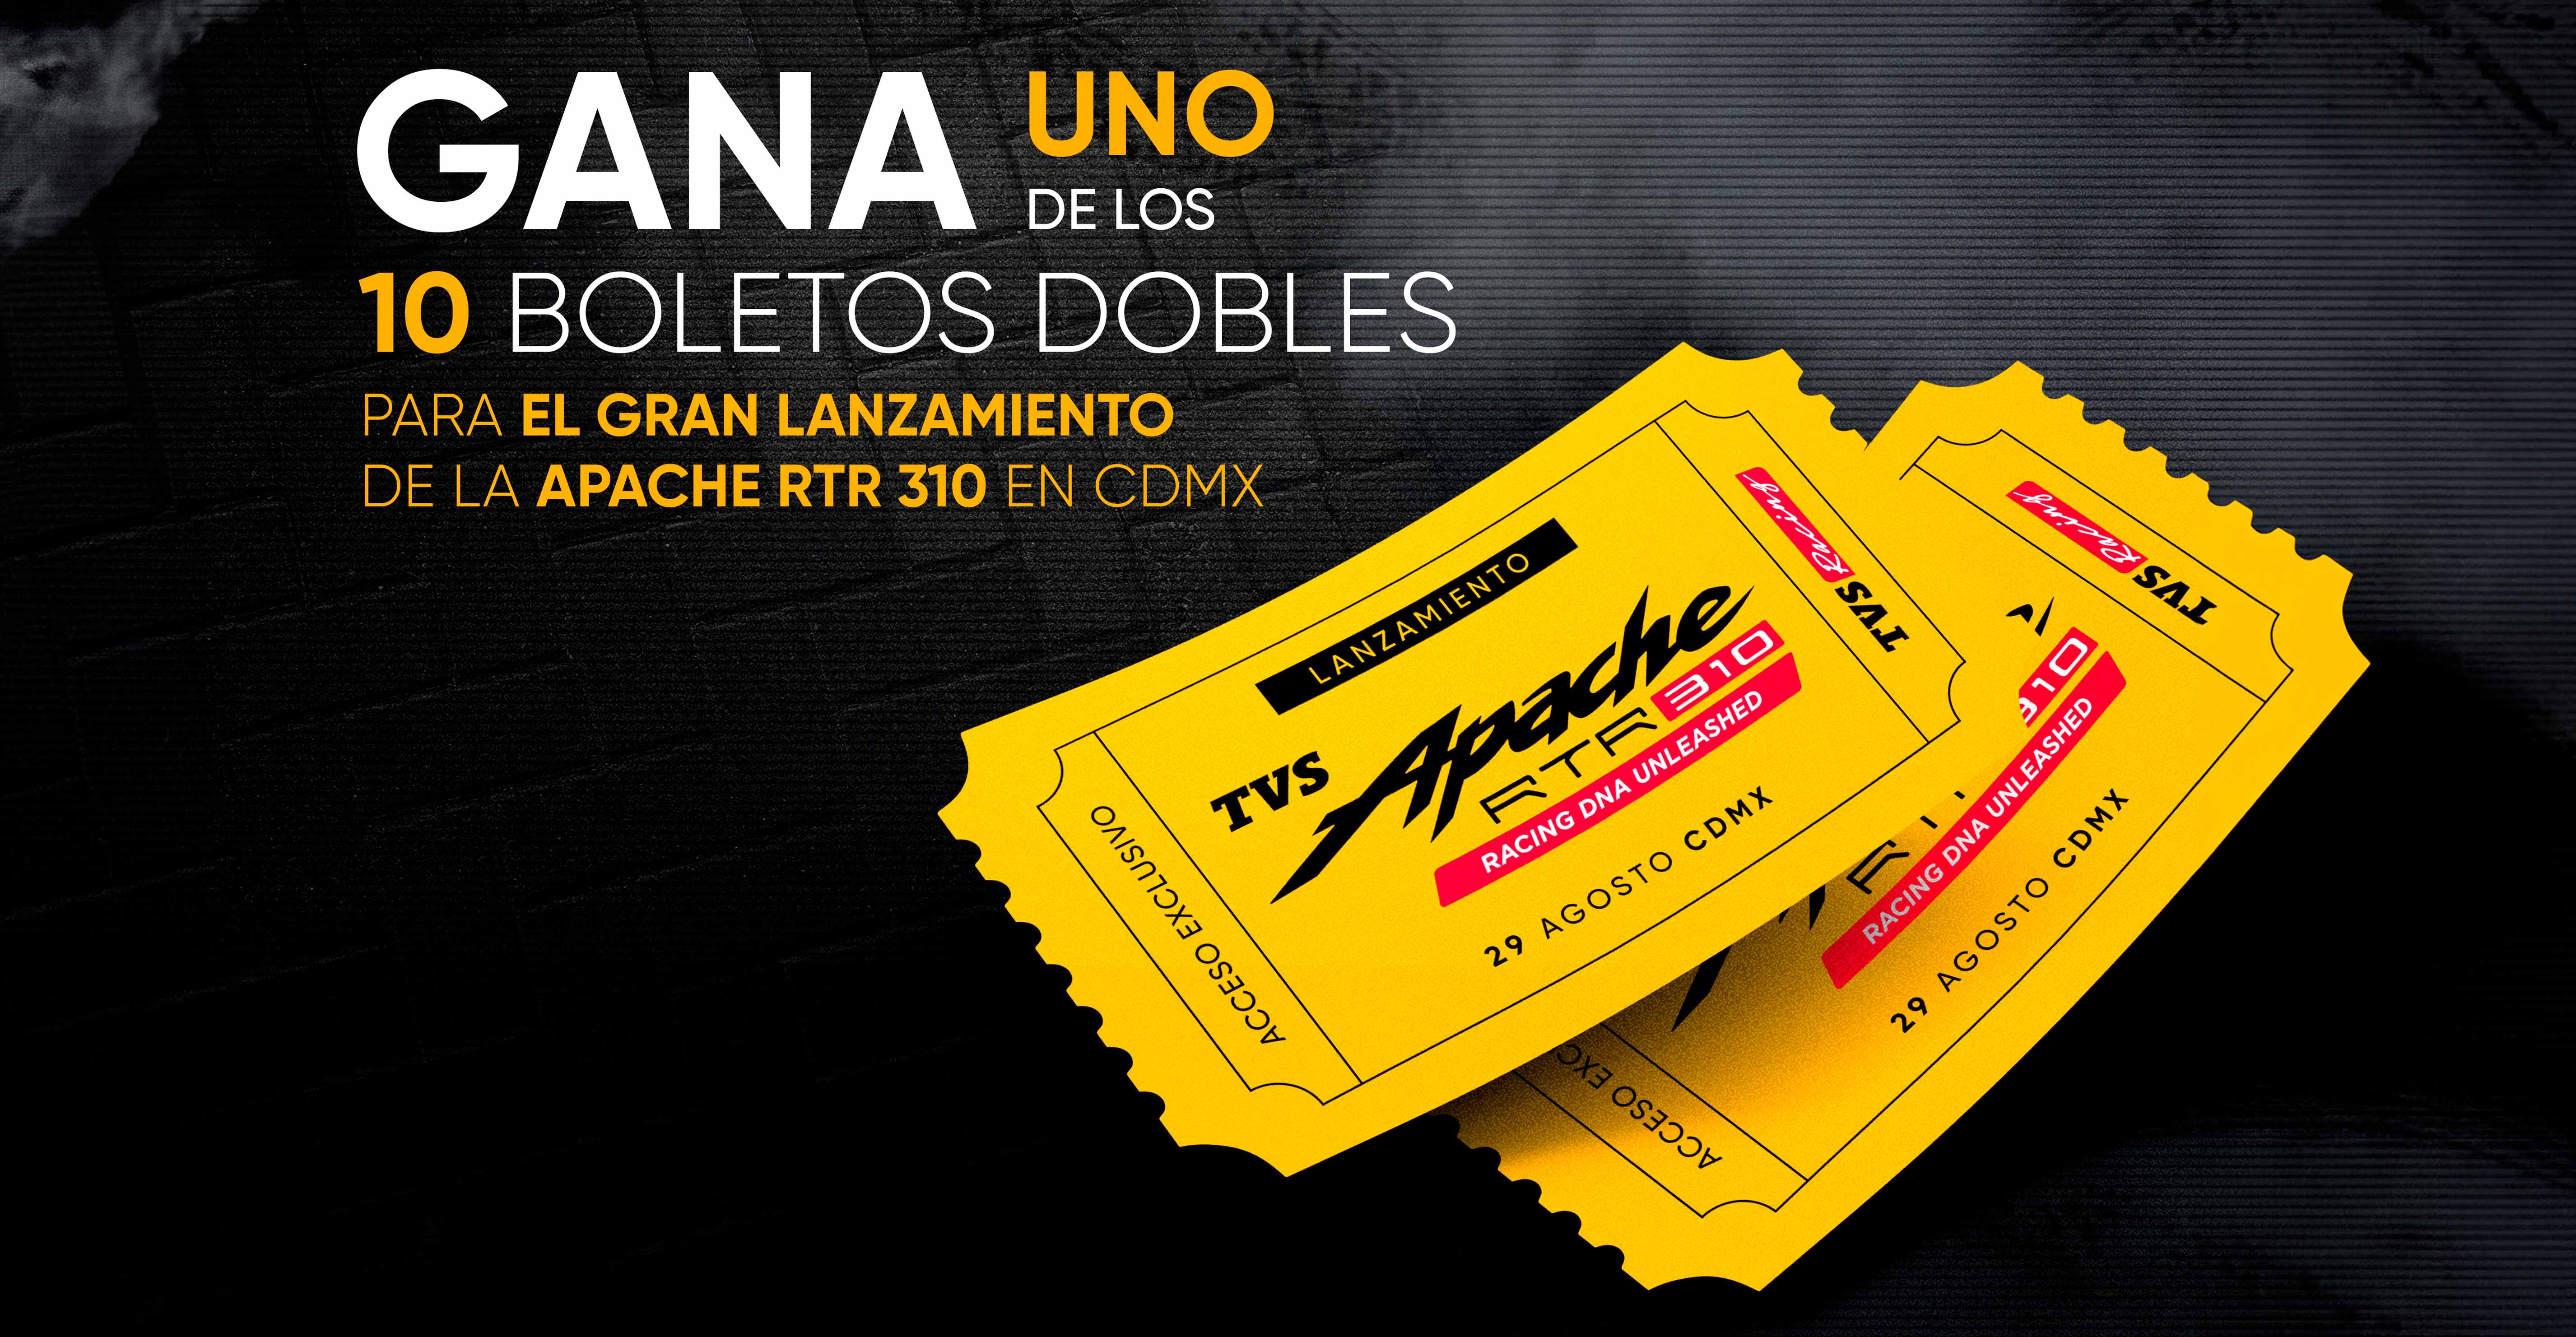 GANA UNO
DE LOS
10 BOLETOS DOBLES
PARA EL GRAN LANZAMIENTO
DE LA APACHE RTR 310 EN CDMX
LANZAMIENTO
TVS Apache
RTR 310
RACING DNA UNLEASHED
29 AGOSTO CDMX
ACCESO EXCLUSIVO
TVS Racing
TVS Racing
310
RACING DNA UNLEASHED
29 AGOSTO CDMX
ACCESO EXC